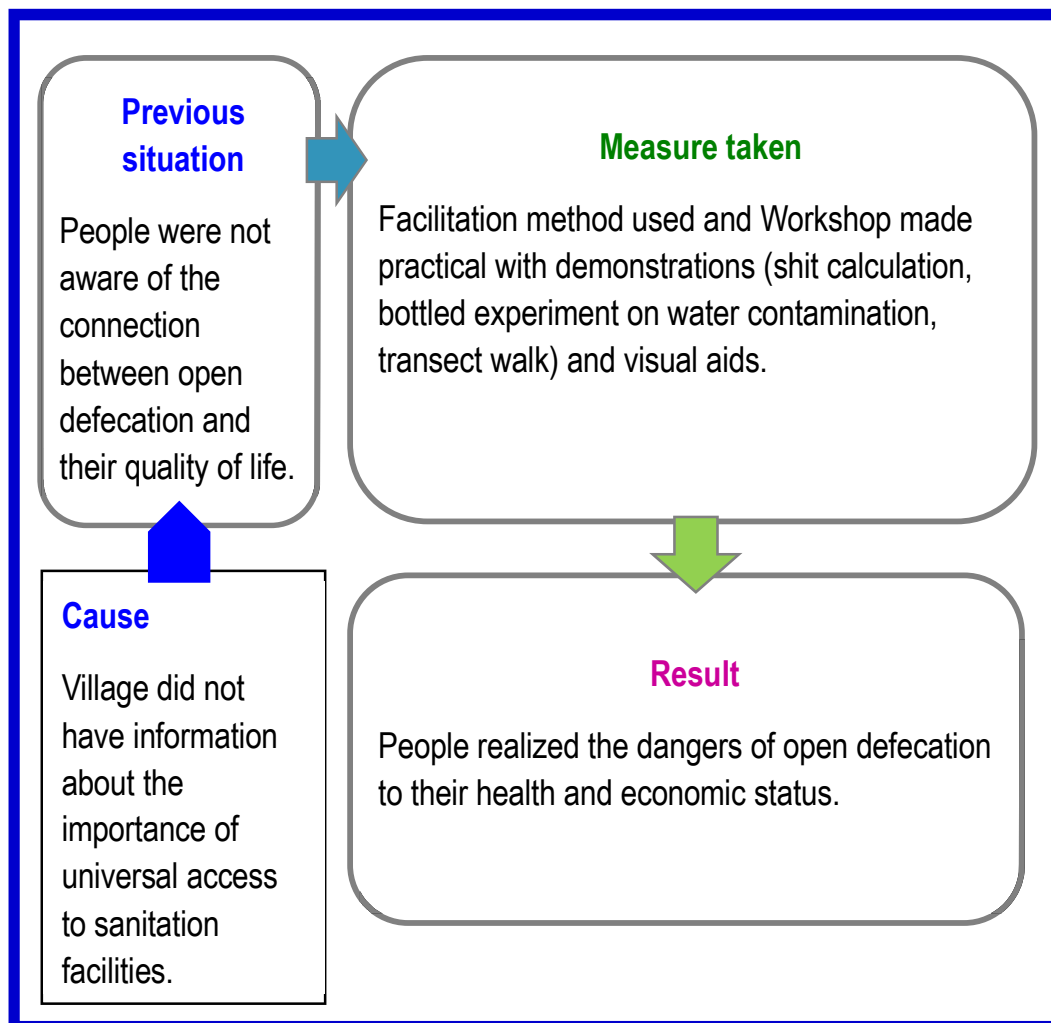 Previous
situation
People were not
aware of the
connection
between open
defecation and
their quality of life.
Measure taken
Facilitation method used and Workshop made
practical with demonstrations (shit calculation,
bottled experiment on water contamination,
transect walk) and visual aids.
Cause
Village did not
have information
about the
importance of
universal access
to sanitation
facilities.
Result
People realized the dangers of open defecation
to their health and economic status.